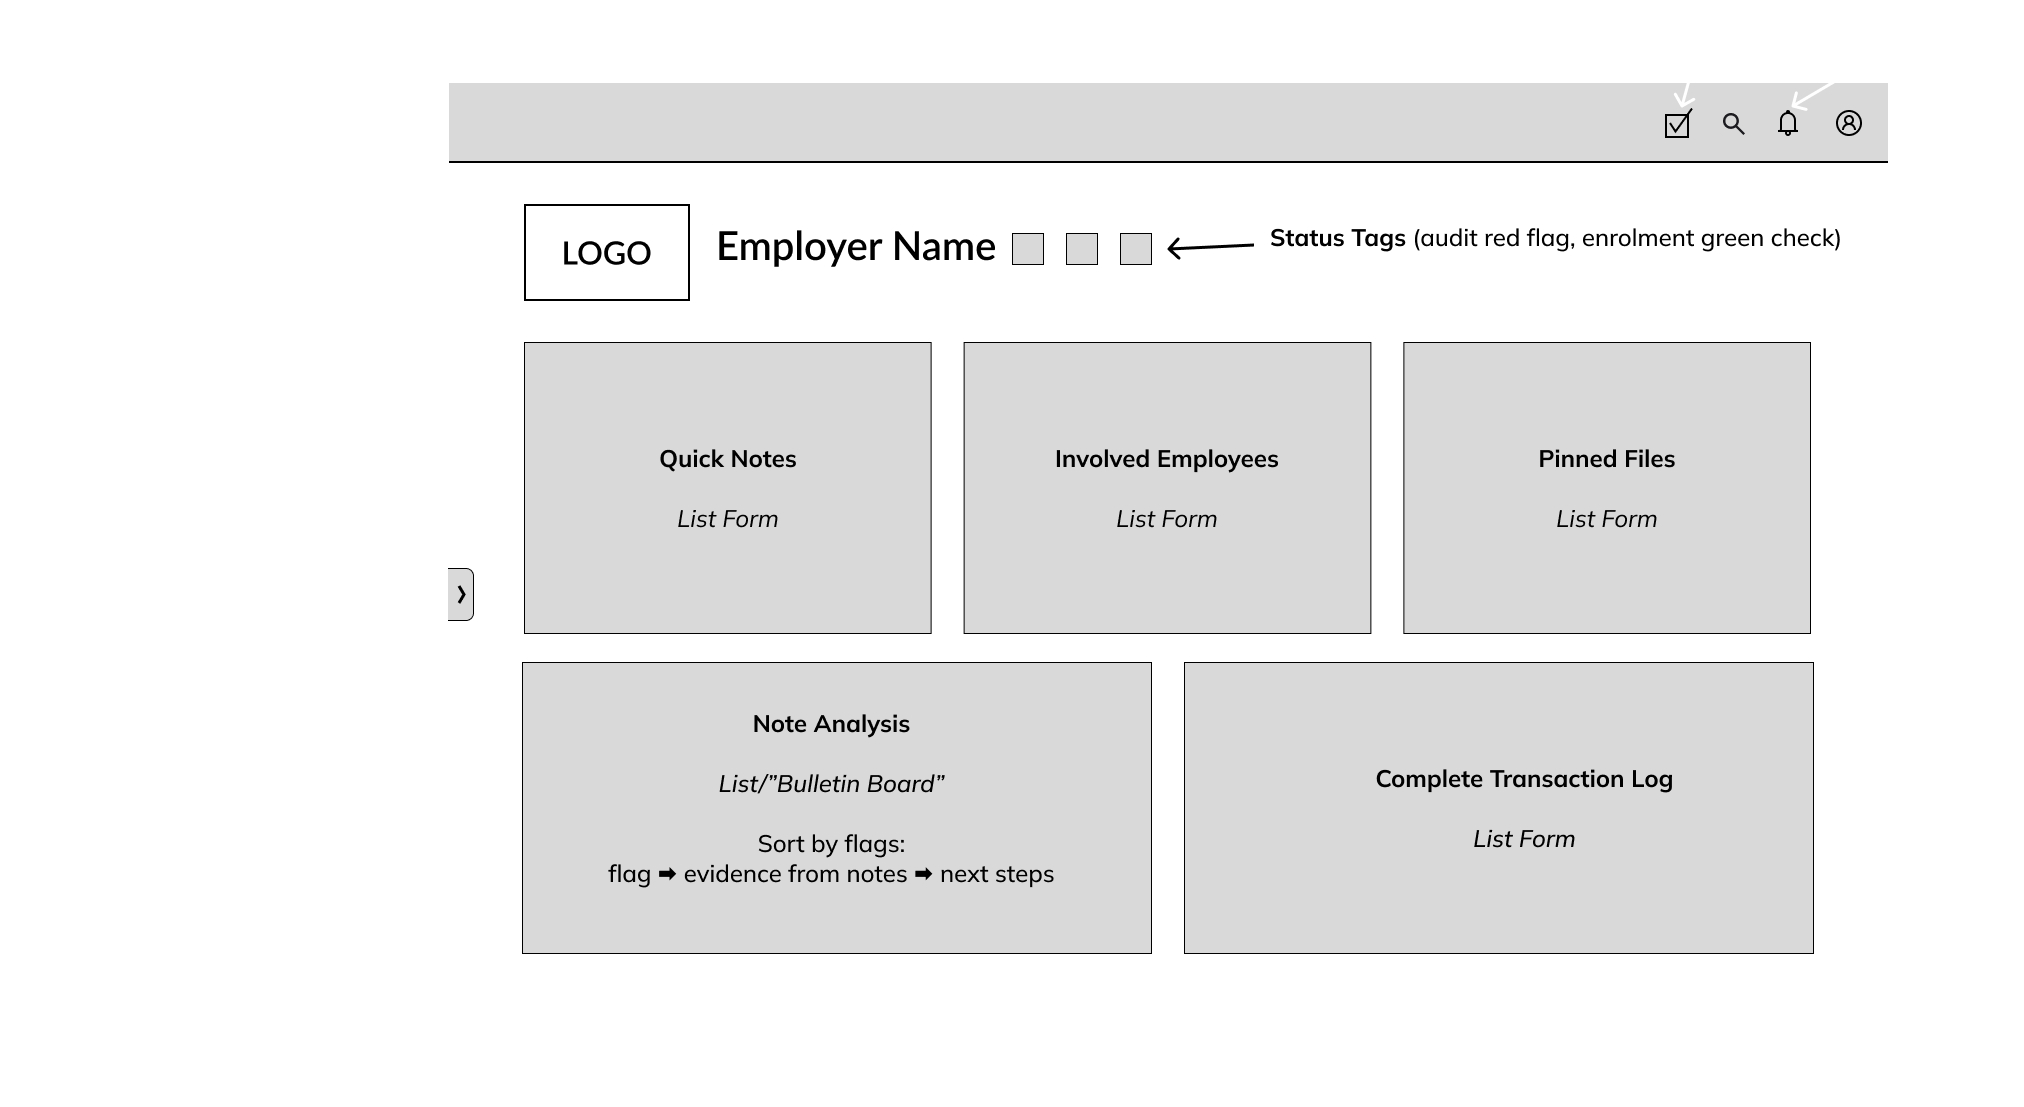 LOGO
Employer Name
Status Tags (audit red flag, enrolment green check)
Quick Notes
List Form
Involved Employees
List Form
Pinned Files
List Form
Note Analysis
List/”Bulletin Board”
Sort by flags:
flag ➡ evidence from notes ➡ next steps
Complete Transaction Log
List Form